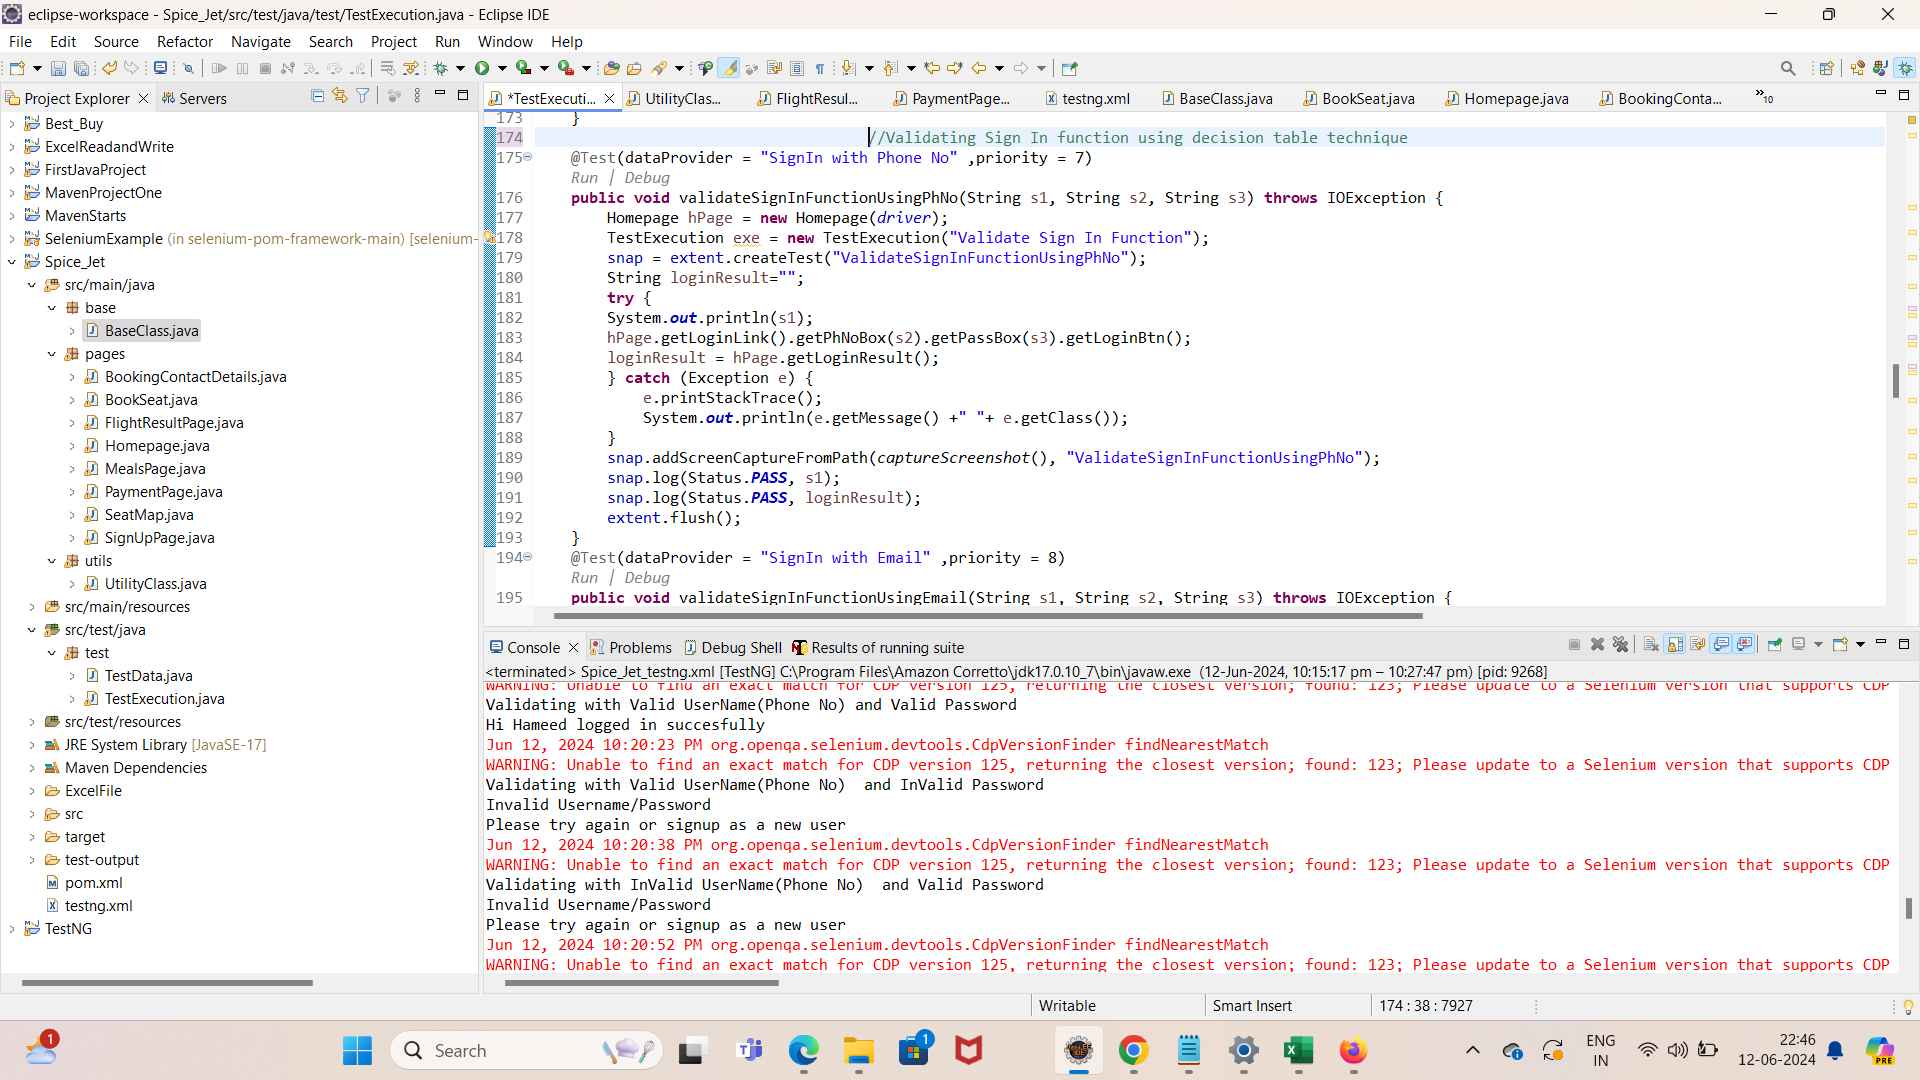 eclipse-workspace - Spice_Jet/src/test/java/test/TestExecution.java - Eclipse IDE
File Edit Source Refactor Navigate Search Project Run Window Help
Project Explorer
Servers
Best_Buy
ExcelReadandWrite
FirstJavaProject
MavenProjectOne
MavenStarts
SeleniumExample (in selenium-pom-framework-main) [selenium-
Spice_Jet
src/main/java
base
BaseClass.java
pages
BookingContactDetails.java
BookSeat.java
FlightResultPage.java
Homepage.java
MealsPage.java
PaymentPage.java
SeatMap.java
SignUpPage.java
utils
UtilityClass.java
src/main/resources
src/test/java
test
TestData.java
TestExecution.java
src/test/resources
JRE System Library [JavaSE-17]
Maven Dependencies
ExcelFile
src
target
test-output
pom.xml
testng.xml
TestNG
*TestExecuti... UtilityClas... FlightResul... PaymentPage... testng.xml BaseClass.java BookSeat.java Homepage.java BookingConta... »10
173 }
174 //Validating Sign In function using decision table technique
175 @Test(dataProvider = "SignIn with Phone No" ,priority = 7)
Run | Debug
176 public void validateSignInFunctionUsingPhNo(String s1, String s2, String s3) throws IOException {
177 Homepage hPage = new Homepage(driver);
178 TestExecution exe = new TestExecution("Validate Sign In Function");
179 snap = extent.createTest("ValidateSignInFunctionUsingPhNo");
180 String loginResult="";
181 try {
182 System.out.println(s1);
183 hPage.getLoginLink().getPhNoBox(s2).getPassBox(s3).getLoginBtn();
184 loginResult = hPage.getLoginResult();
185 } catch (Exception e) {
186 e.printStackTrace();
187 System.out.println(e.getMessage() +" "+ e.getClass());
188 }
189 snap.addScreenCaptureFromPath(captureScreenshot(), "ValidateSignInFunctionUsingPhNo");
190 snap.log(Status.PASS, s1);
191 snap.log(Status.PASS, loginResult);
192 extent.flush();
193 }
194 @Test(dataProvider = "SignIn with Email" ,priority = 8)
Run | Debug
195 public void validateSignInFunctionUsingEmail(String s1, String s2, String s3) throws IOException {
Console Problems Debug Shell Results of running suite
<terminated> Spice_Jet_testng.xml [TestNG] C:\Program Files\Amazon Corretto\jdk17.0.10_7\bin\javaw.exe (12-Jun-2024, 10:15:17 pm – 10:27:47 pm) [pid: 9268]
WARNING: Unable to find an exact match for CDP version 125, returning the closest version; found: 123; Please update to a Selenium version that supports CDP
Validating with Valid UserName(Phone No) and Valid Password
Hi Hameed logged in succesfully
Jun 12, 2024 10:20:23 PM org.openqa.selenium.devtools.CdpVersionFinder findNearestMatch
WARNING: Unable to find an exact match for CDP version 125, returning the closest version; found: 123; Please update to a Selenium version that supports CDP
Validating with Valid UserName(Phone No)  and InValid Password
Invalid Username/Password
Please try again or signup as a new user
Jun 12, 2024 10:20:38 PM org.openqa.selenium.devtools.CdpVersionFinder findNearestMatch
WARNING: Unable to find an exact match for CDP version 125, returning the closest version; found: 123; Please update to a Selenium version that supports CDP
Validating with InValid UserName(Phone No)  and Valid Password
Invalid Username/Password
Please try again or signup as a new user
Jun 12, 2024 10:20:52 PM org.openqa.selenium.devtools.CdpVersionFinder findNearestMatch
WARNING: Unable to find an exact match for CDP version 125, returning the closest version; found: 123; Please update to a Selenium version that supports CDP
Writable Smart Insert 174 : 38 : 7927
1
Search
1
ENG
IN
22:46
12-06-2024
PRE